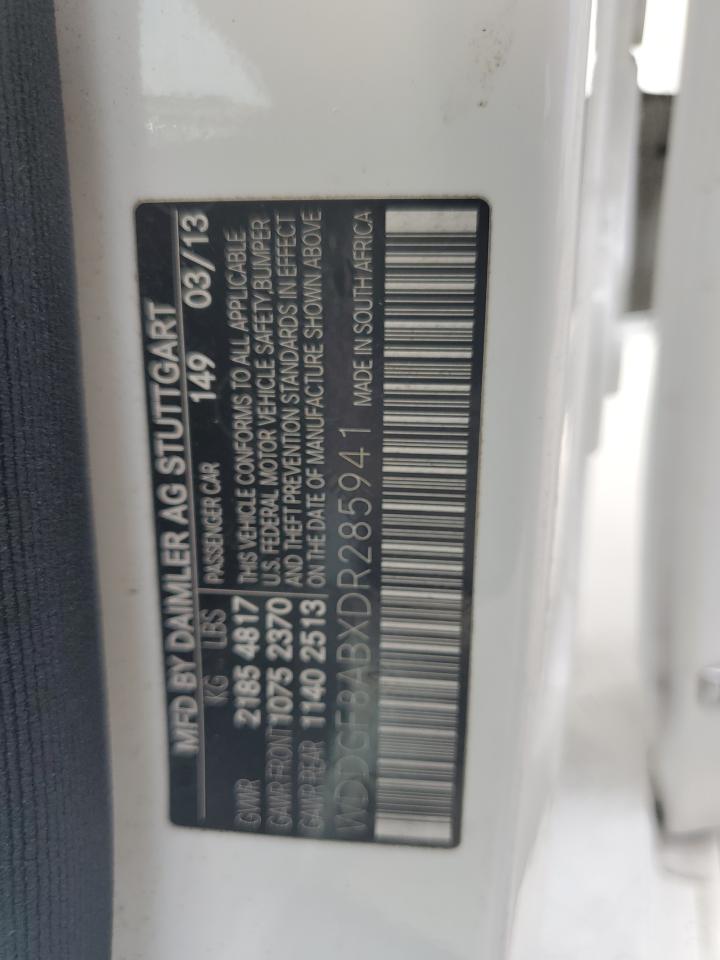 MFD BY DAIMLER AG STUTTGART
KG LBS PASSENGER CAR 149 03/13
GVWR 2185 4817 THIS VEHICLE CONFORMS TO ALL APPLICABLE
U.S. FEDERAL MOTOR VEHICLE SAFETY BUMPER
GAWR FRONT 1075 2370 AND THEFT PREVENTION STANDARDS IN EFFECT
GAWR REAR 1140 2513 ON THE DATE OF MANUFACTURE SHOWN ABOVE
WDDGF8ABXDR285941 MADE IN SOUTH AFRICA